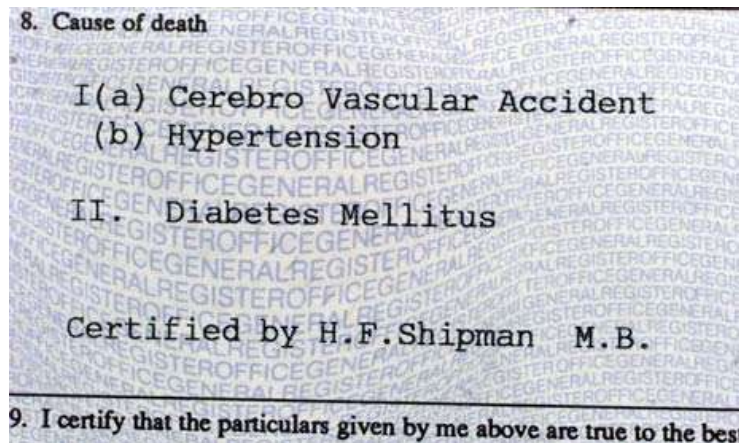 8. Cause of death
I(a) Cerebro Vascular Accident
(b) Hypertension
II. Diabetes Mellitus
Certified by H.F.Shipman M.B.
9. I certify that the particulars given by me above are true to the best